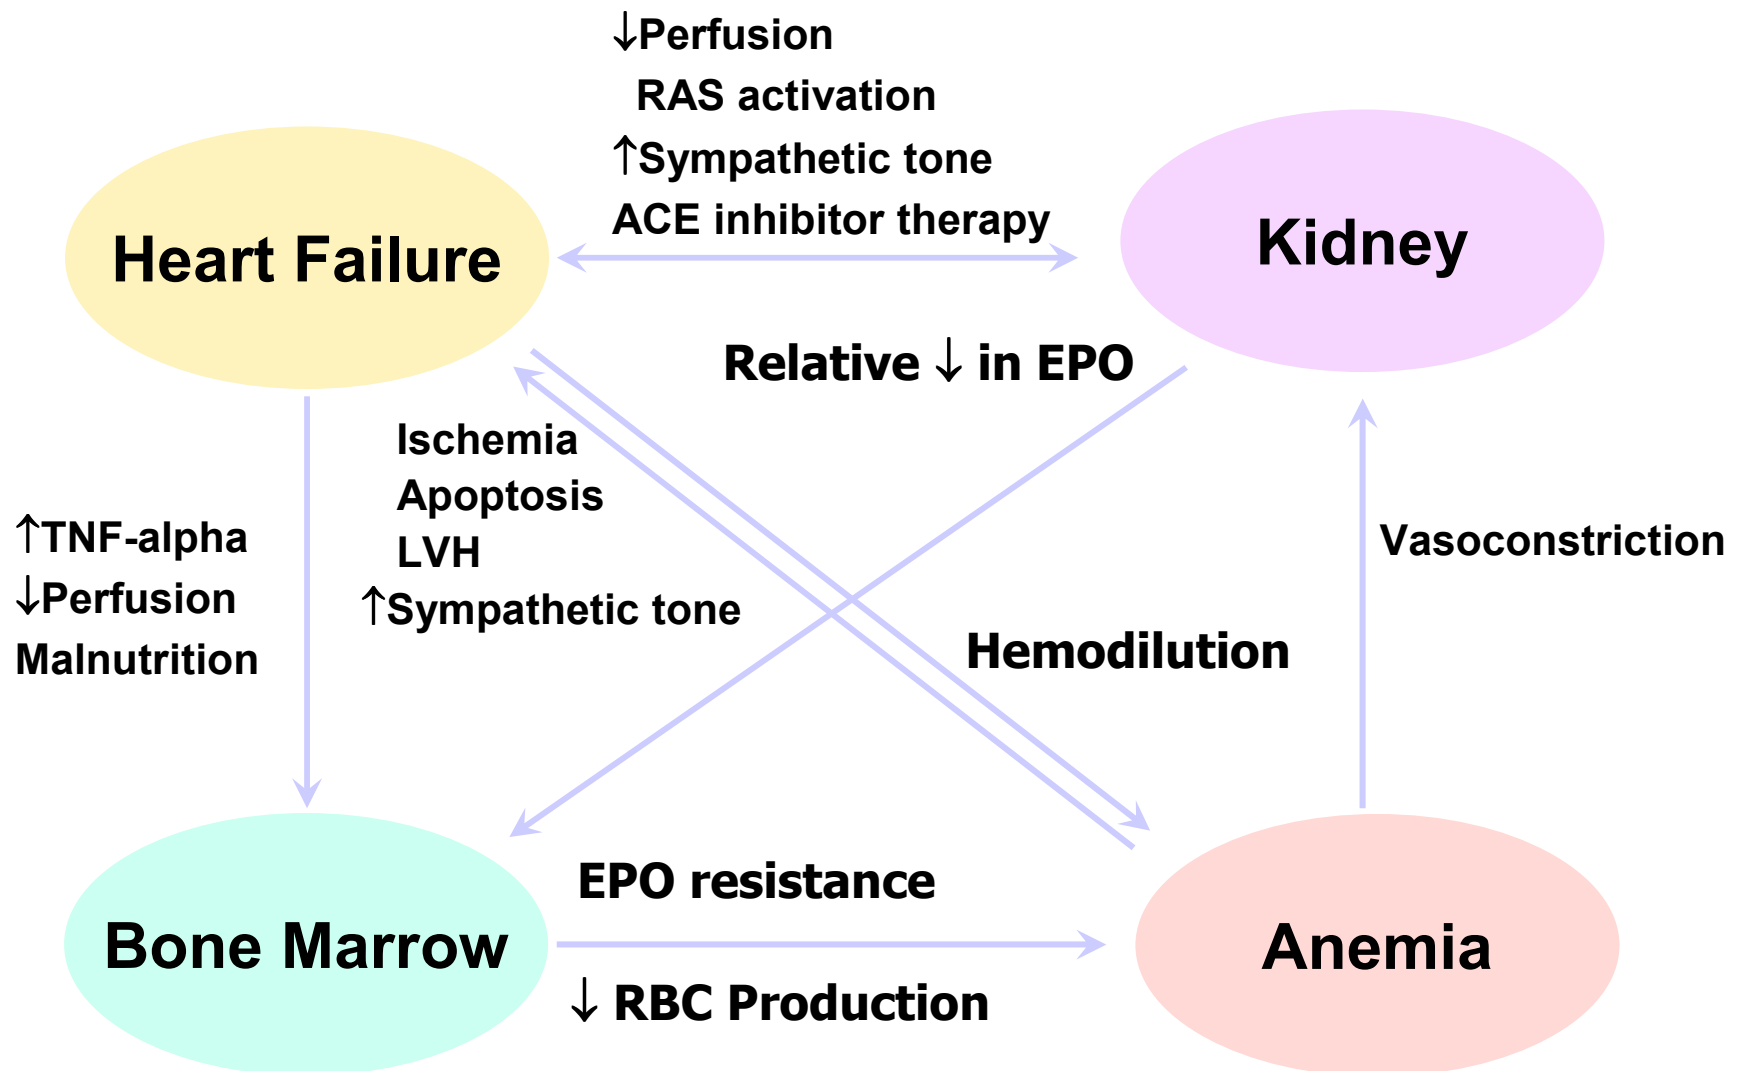 ↓Perfusion
RAS activation
↑Sympathetic tone
ACE inhibitor therapy
Heart Failure
Kidney
Relative ↓ in EPO
Ischemia
Apoptosis
LVH
↑Sympathetic tone
↑TNF-alpha
↓Perfusion
Malnutrition
Vasoconstriction
Hemodilution
EPO resistance
Bone Marrow
Anemia
↓ RBC Production